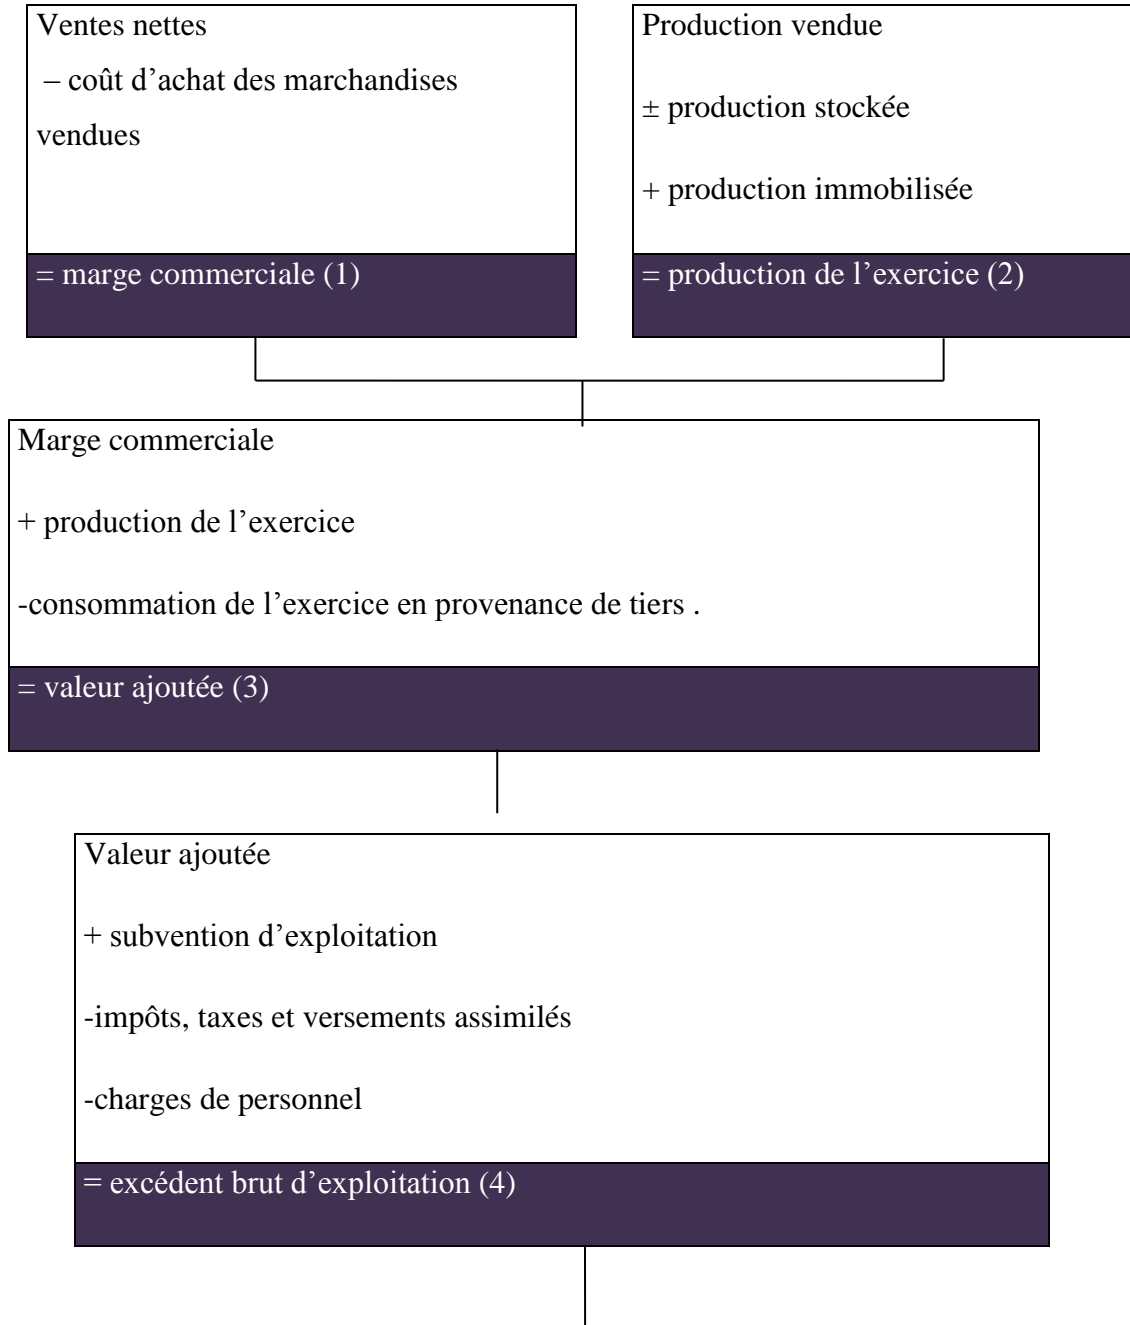 Ventes nettes
– coût d’achat des marchandises
vendues
= marge commerciale (1)
Production vendue
± production stockée
+ production immobilisée
= production de l’exercice (2)
Marge commerciale
+ production de l’exercice
-consommation de l’exercice en provenance de tiers .
= valeur ajoutée (3)
Valeur ajoutée
+ subvention d’exploitation
-impôts, taxes et versements assimilés
-charges de personnel
= excédent brut d’exploitation (4)